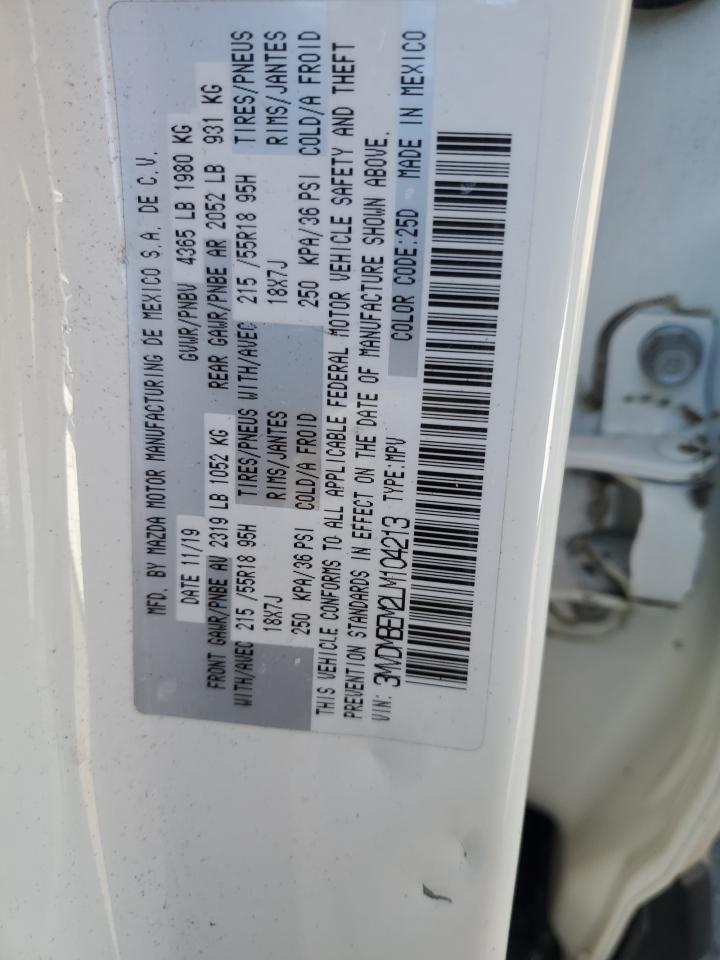 MFD. BY MAZDA MOTOR MANUFACTURING DE MEXICO S.A. DE C.V.
DATE 11/19 GVWR/PNBV 4365 LB 1980 KG
FRONT GAWR/PNBE AV 2319 LB 1052 KG REAR GAWR/PNBE AR 2052 LB 931 KG
WITH/AVEC 215 /55R18 95H TIRES/PNEUS WITH/AVEC 215 /55R18 95H TIRES/PNEUS
18X7J RIMS/JANTES 18X7J RIMS/JANTES
250 KPA/36 PSI COLD/A FROID 250 KPA/36 PSI COLD/A FROID
THIS VEHICLE CONFORMS TO ALL APPLICABLE FEDERAL MOTOR VEHICLE SAFETY AND THEFT
PREVENTION STANDARDS IN EFFECT ON THE DATE OF MANUFACTURE SHOWN ABOVE.
VIN: 3MVDMBEM2LM104213 TYPE:MPV COLOR CODE:25D MADE IN MEXICO